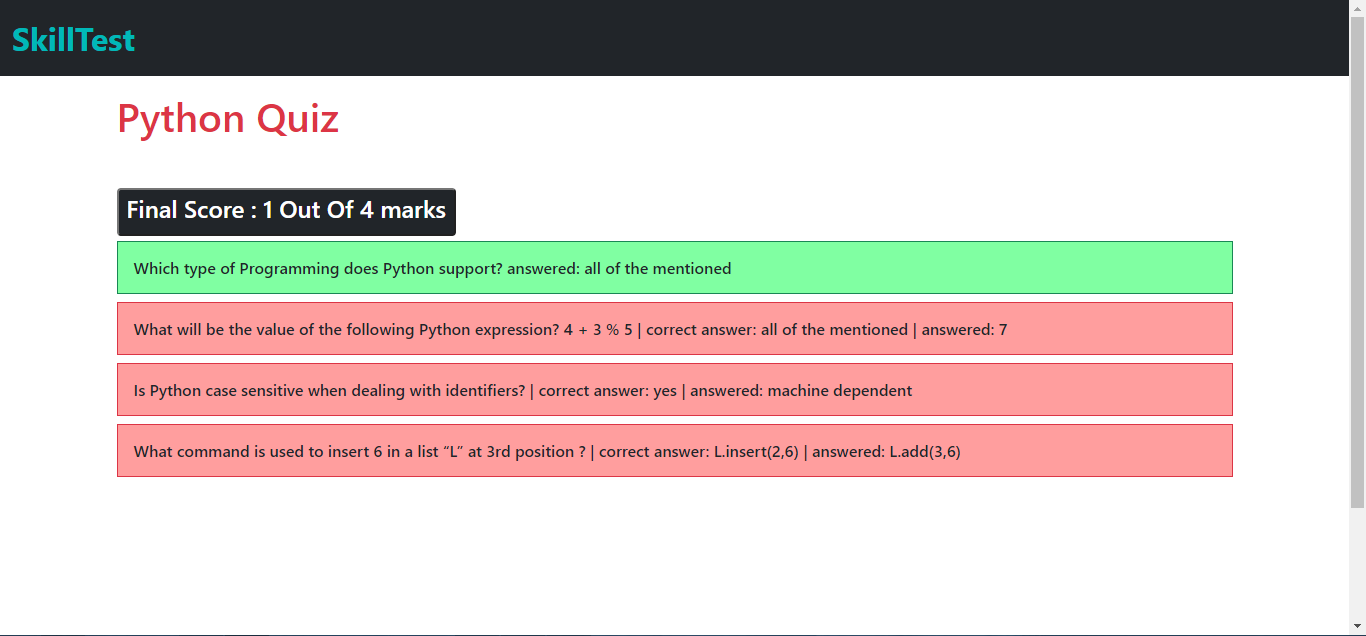 SkillTest
Python Quiz
Final Score : 1 Out Of 4 marks
Which type of Programming does Python support? answered: all of the mentioned
What will be the value of the following Python expression? 4 + 3 % 5 | correct answer: all of the mentioned | answered: 7
Is Python case sensitive when dealing with identifiers? | correct answer: yes | answered: machine dependent
What command is used to insert 6 in a list “L” at 3rd position ? | correct answer: L.insert(2,6) | answered: L.add(3,6)